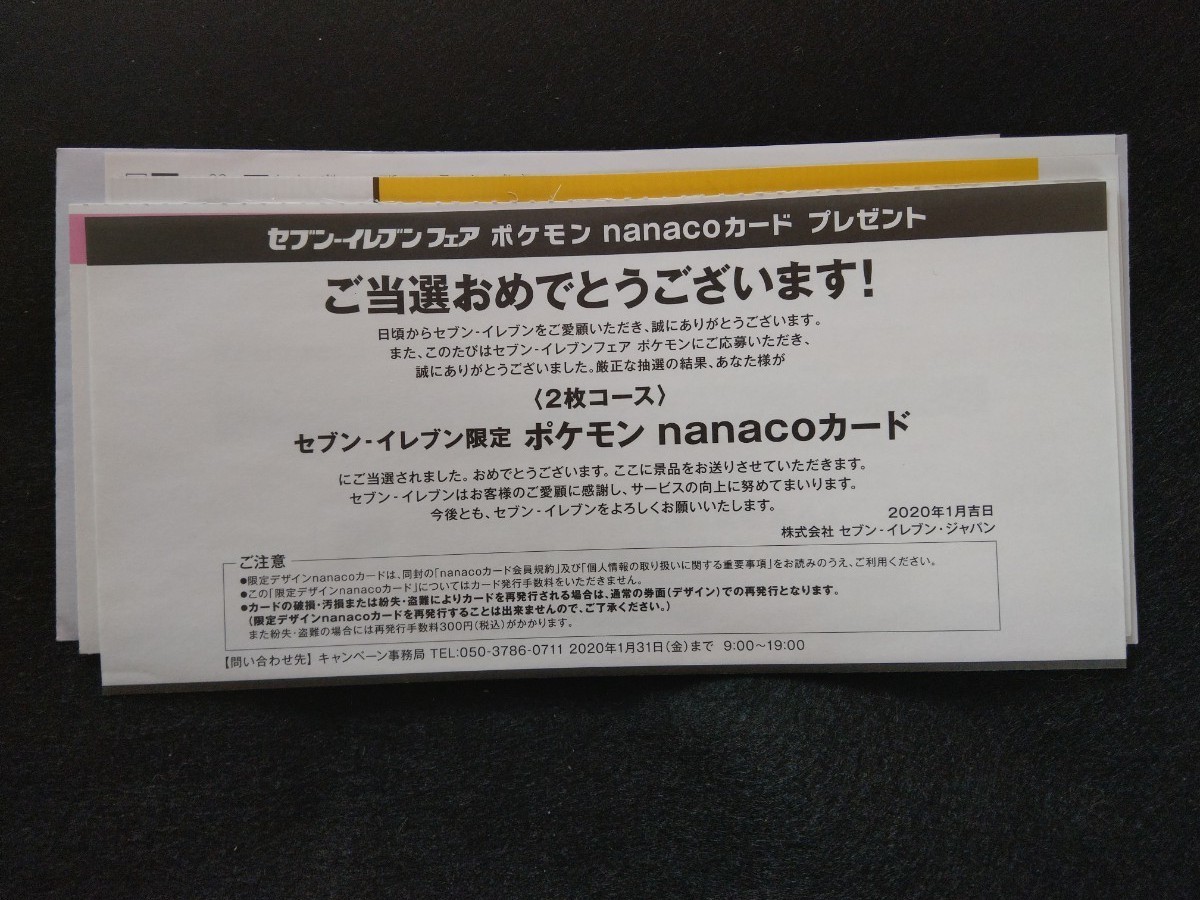 セブン-イレブンフェア ポケモン nanacoカード プレゼント
ご当選おめでとうございます!
日頃からセブン-イレブンをご愛顧いただき、誠にありがとうございます。
また、このたびはセブン-イレブンフェア ポケモンにご応募いただき、
誠にありがとうございました。厳正な抽選の結果、あなた様が
〈2枚コース〉
セブン-イレブン限定 ポケモン nanacoカード
にご当選されました。おめでとうございます。ここに景品をお送りさせていただきます。
セブン-イレブンはお客様のご愛顧に感謝し、サービスの向上に努めてまいります。
今後とも、セブン-イレブンをよろしくお願いいたします。
2020年1月吉日
株式会社 セブン-イレブン・ジャパン
ご注意
●限定デザインnanacoカードは、同封の「nanacoカード会員規約」及び「個人情報の取り扱いに関する重要事項」をお読みのうえ、ご利用ください。
●この「限定デザインnanacoカード」についてはカード発行手数料をいただきません。
●カードの破損・汚損または紛失・盗難によりカードを再発行される場合は、通常の券面(デザイン)での再発行となります。
(限定デザインnanacoカードを再発行することは出来ませんので、ご了承ください。)
また紛失・盗難の場合には再発行手数料300円(税込)がかかります。
【問い合わせ先】キャンペーン事務局 TEL:050-3786-0711 2020年1月31日(金)まで 9:00〜19:00